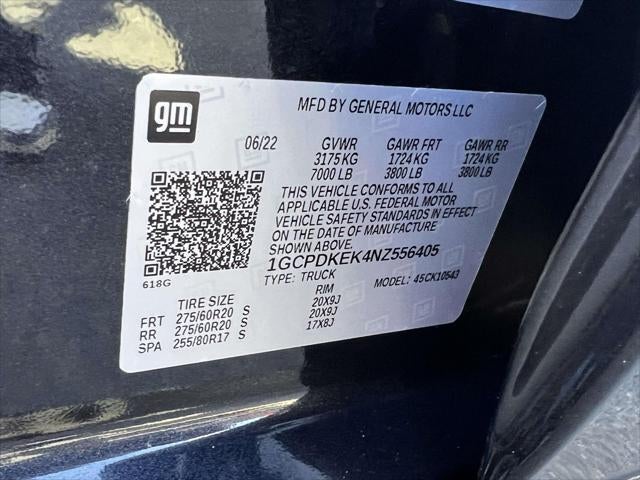 gm
MFD BY GENERAL MOTORS LLC
06/22 GVWR GAWR FRT GAWR RR
3175 KG 1724 KG 1724 KG
7000 LB 3800 LB 3800 LB
THIS VEHICLE CONFORMS TO ALL
APPLICABLE U.S. FEDERAL MOTOR
VEHICLE SAFETY STANDARDS IN EFFECT
ON THE DATE OF MANUFACTURE
SHOWN ABOVE.
1GCPDKEK4NZ556405
618G TYPE: TRUCK MODEL: 45CK10543
TIRE SIZE RIM
FRT 275/60R20 S 20X9J
RR 275/60R20 S 20X9J
SPA 255/80R17 S 17X8J